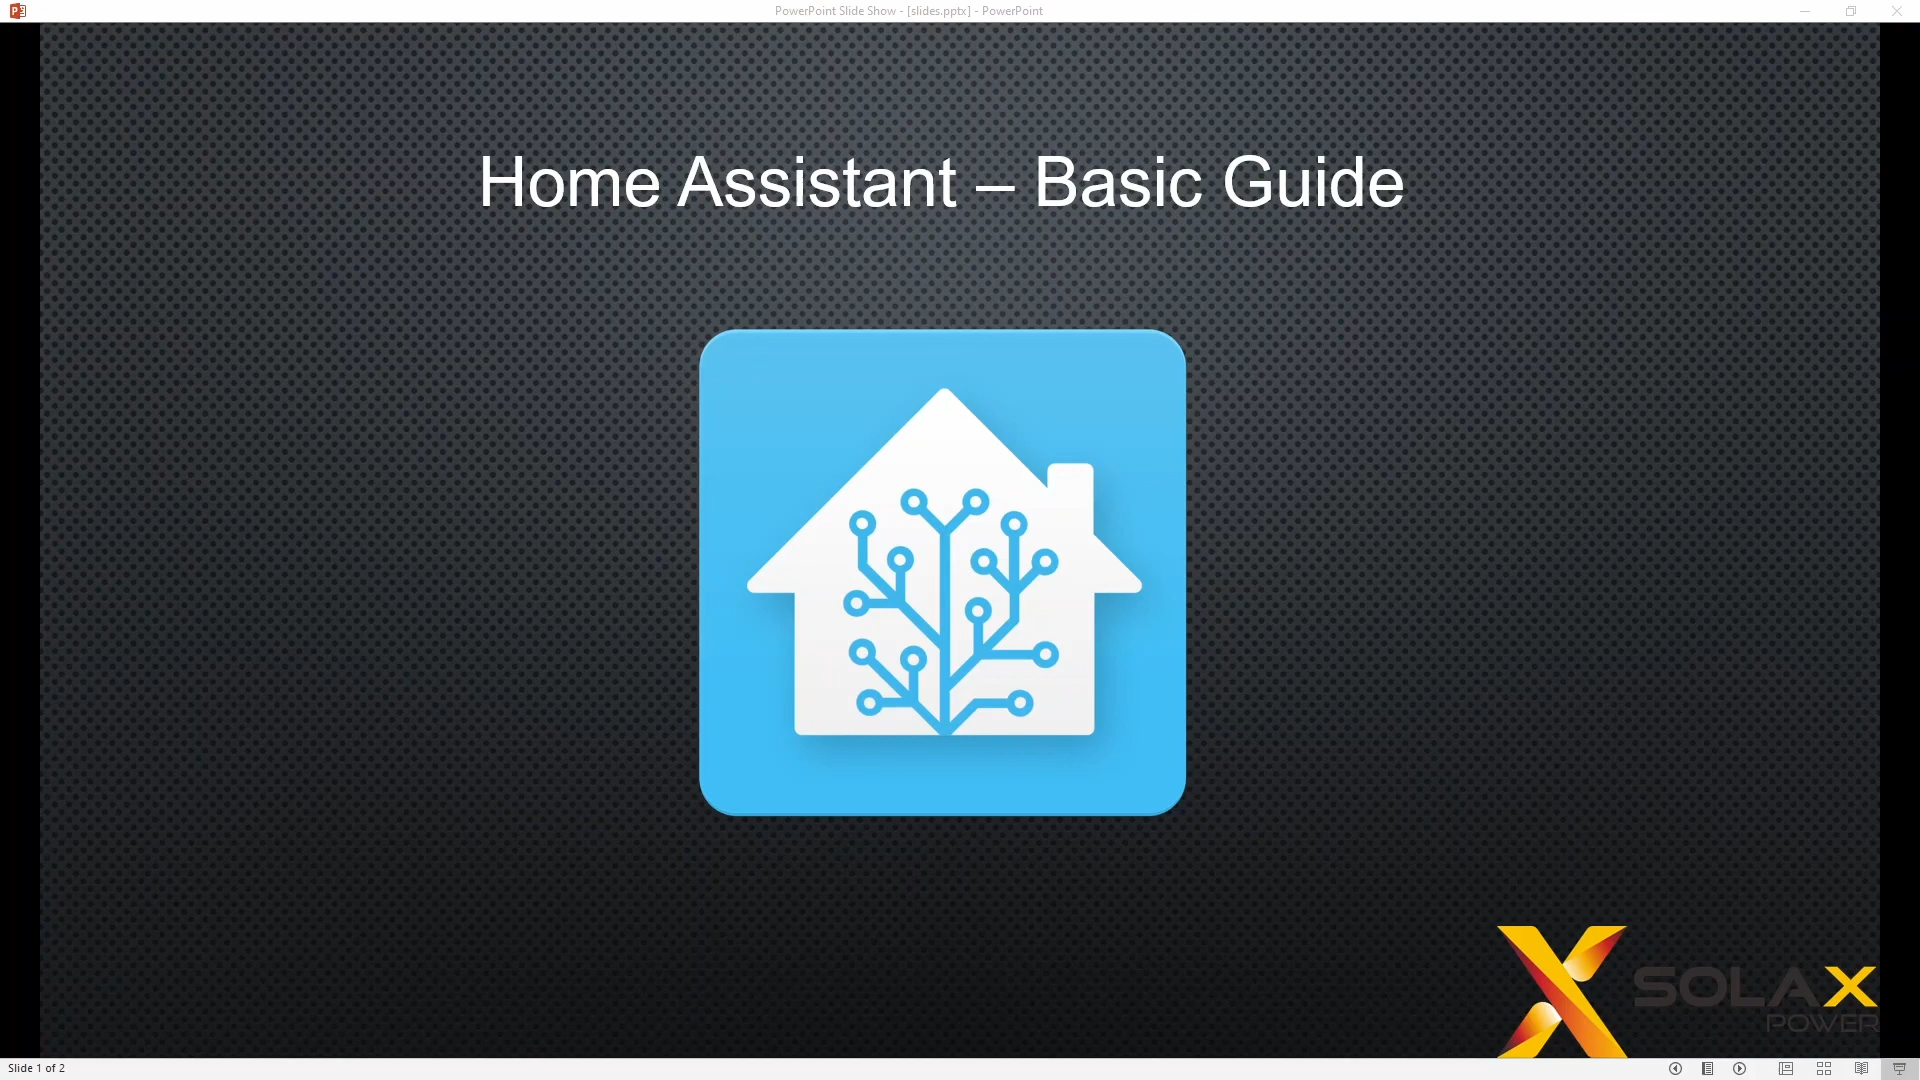 PowerPoint Slide Show - [slides.pptx] - PowerPoint
Home Assistant – Basic Guide
SOLAX
POWER
Slide 1 of 2